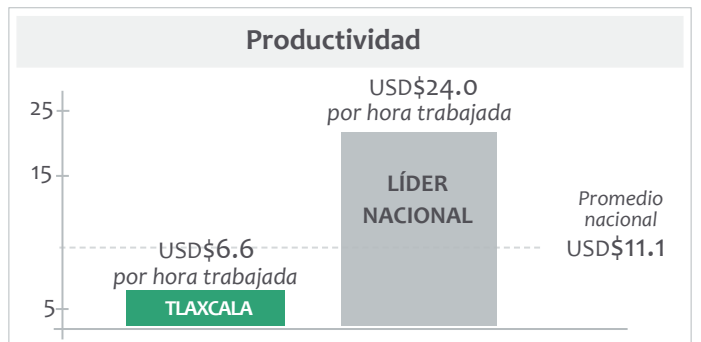 Productividad
25
15
5
USD$24.0
por hora trabajada
LÍDER
NACIONAL
Promedio
nacional
USD$11.1
USD$6.6
por hora trabajada
TLAXCALA